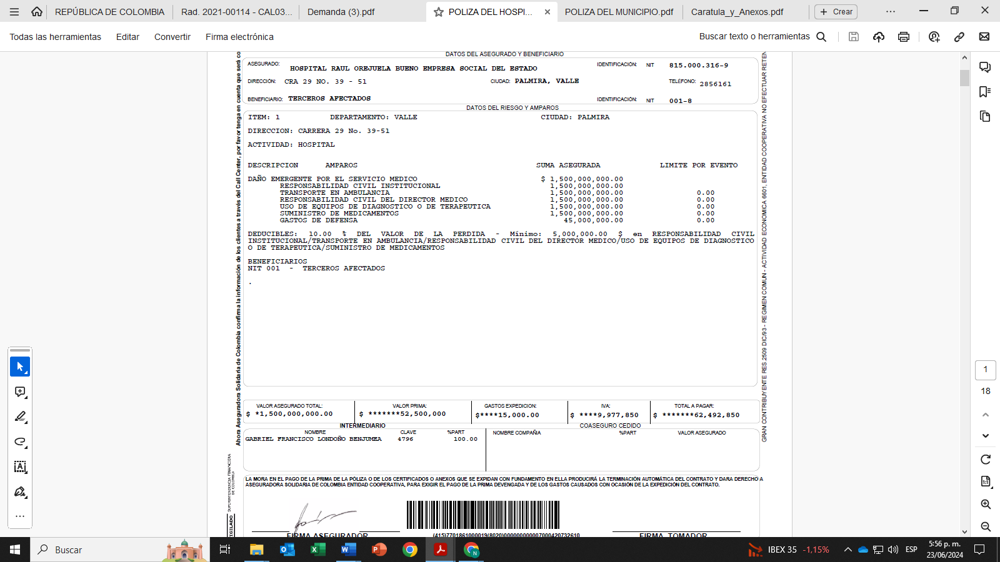 REPÚBLICA DE COLOMBIA
Rad. 2021-00114 - CAL03...
Demanda (3).pdf
POLIZA DEL HOSPI...
POLIZA DEL MUNICIPIO.pdf
Caratula_y_Anexos.pdf
Crear
Todas las herramientas Editar Convertir Firma electrónica
Buscar texto o herramientas
DATOS DEL ASEGURADO Y BENEFICIARIO
ASEGURADO: HOSPITAL RAUL OREJUELA BUENO EMPRESA SOCIAL DEL ESTADO IDENTIFICACIÓN: NIT 815.000.316-9
DIRECCIÓN: CRA 29 NO. 39 - 51 CIUDAD: PALMIRA, VALLE TELÉFONO: 2856161
BENEFICIARIO: TERCEROS AFECTADOS IDENTIFICACIÓN: NIT 001-8
DATOS DEL RIESGO Y AMPAROS
ITEM: 1 DEPARTAMENTO: VALLE CIUDAD: PALMIRA
DIRECCION: CARRERA 29 No. 39-51
ACTIVIDAD: HOSPITAL
DESCRIPCION AMPAROS SUMA ASEGURADA LIMITE POR EVENTO
DAÑO EMERGENTE POR EL SERVICIO MEDICO $ 1,500,000,000.00
RESPONSABILIDAD CIVIL INSTITUCIONAL 1,500,000,000.00
TRANSPORTE EN AMBULANCIA 1,500,000,000.00 0.00
RESPONSABILIDAD CIVIL DEL DIRECTOR MEDICO 1,500,000,000.00 0.00
USO DE EQUIPOS DE DIAGNOSTICO O DE TERAPEUTICA 1,500,000,000.00 0.00
SUMINISTRO DE MEDICAMENTOS 1,500,000,000.00 0.00
GASTOS DE DEFENSA 45,000,000.00 0.00
DEDUCIBLES: 10.00 % DEL VALOR DE LA PERDIDA - Mínimo: 5,000,000.00 $ en RESPONSABILIDAD CIVIL
INSTITUCIONAL/TRANSPORTE EN AMBULANCIA/RESPONSABILIDAD CIVIL DEL DIRECTOR MEDICO/USO DE EQUIPOS DE DIAGNOSTICO
O DE TERAPEUTICA/SUMINISTRO DE MEDICAMENTOS
BENEFICIARIOS
NIT 001 - TERCEROS AFECTADOS
.
VALOR ASEGURADO TOTAL: VALOR PRIMA: GASTOS EXPEDICION: IVA: TOTAL A PAGAR:
$ *1,500,000,000.00 $ *******52,500,000 $****15,000.00 $ ****9,977,850 $ *******62,492,850
INTERMEDIARIO COASEGURO CEDIDO
NOMBRE CLAVE %PART NOMBRE COMPAÑIA %PART VALOR ASEGURADO
GABRIEL FRANCISCO LONDOÑO BENJUMEA 4796 100.00
LA MORA EN EL PAGO DE LA PRIMA DE LA PÓLIZA O DE LOS CERTIFICADOS O ANEXOS QUE SE EXPIDAN CON FUNDAMENTO EN ELLA PRODUCIRÁ LA TERMINACIÓN AUTOMÁTICA DEL CONTRATO Y DARA DERECHO A
ASEGURADORA SOLIDARIA DE COLOMBIA ENTIDAD COOPERATIVA, PARA EXIGIR EL PAGO DE LA PRIMA DEVENGADA Y DE LOS GASTOS CAUSADOS CON OCASIÓN DE LA EXPEDICIÓN DEL CONTRATO.
FIRMA ASEGURADOR
(415)7701861000019(8020)0000000000007000420732610
FIRMA TOMADOR
Ahora Aseguradora Solidaria de Colombia confirma la información de los clientes a través del Call Center, por favor tenga en cuenta que será co
GRAN CONTRIBUYENTE RES.2509 DIC/93 - REGIMEN COMUN - ACTIVIDAD ECONOMICA 6601, ENTIDAD COOPERATIVA NO EFECTUAR RETEN
SUPERINTENDENCIA FINANCIERA
DE COLOMBIA
VIGILADO
1
18
Buscar
IBEX 35 -1,15%
ESP
5:56 p. m.
23/06/2024